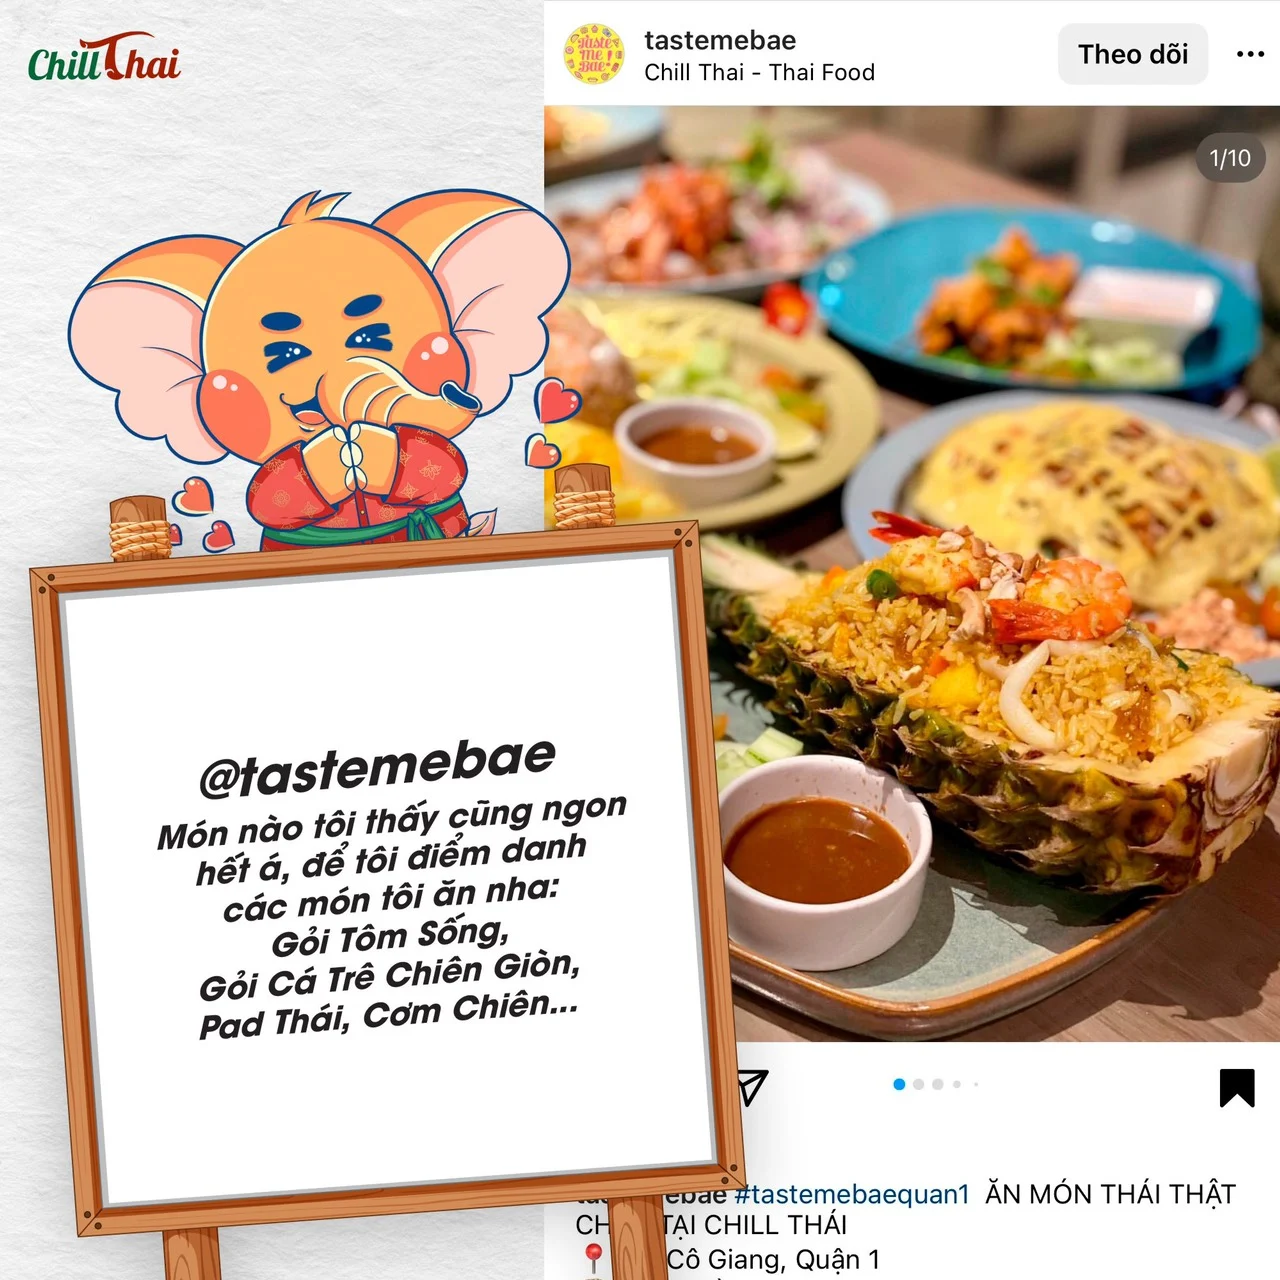 Chill Thai
tastemebae
Chill Thai - Thai Food
Theo dõi
1/10
@tastemebae
Món nào tôi thấy cũng ngon
hết á, để tôi điểm danh
các món tôi ăn nha:
Gỏi Tôm Sống,
Gỏi Cá Trê Chiên Giòn,
Pad Thái, Cơm Chiên...
ebae #tastemebaequan1 ĂN MÓN THÁI THẬT
CH TẠI CHILL THÁI
Cô Giang, Quận 1